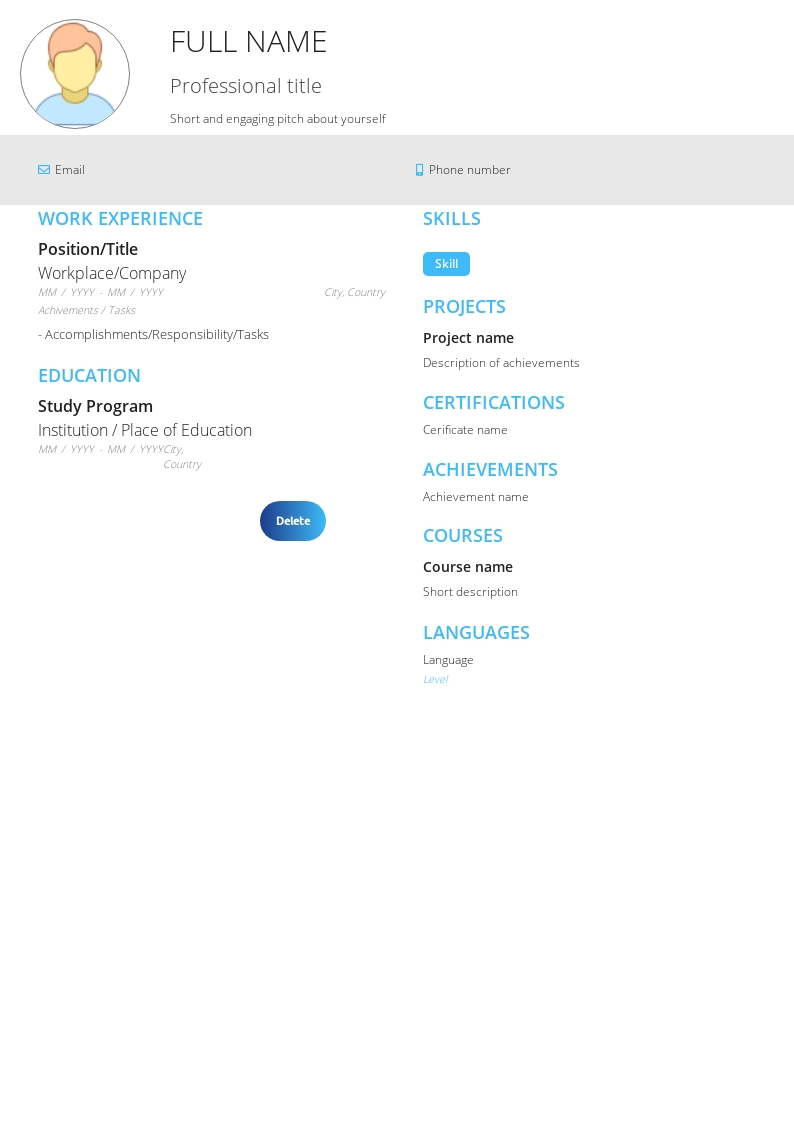 FULL NAME
Professional title
Short and engaging pitch about yourself
Email
Phone number
WORK EXPERIENCE
Position/Title
Workplace/Company
MM / YYYY - MM / YYYY
City, Country
Achivements / Tasks
- Accomplishments/Responsibility/Tasks
EDUCATION
Study Program
Institution / Place of Education
MM / YYYY - MM / YYYYCity,
Country
Delete
SKILLS
Skill
PROJECTS
Project name
Description of achievements
CERTIFICATIONS
Cerificate name
ACHIEVEMENTS
Achievement name
COURSES
Course name
Short description
LANGUAGES
Language
Level